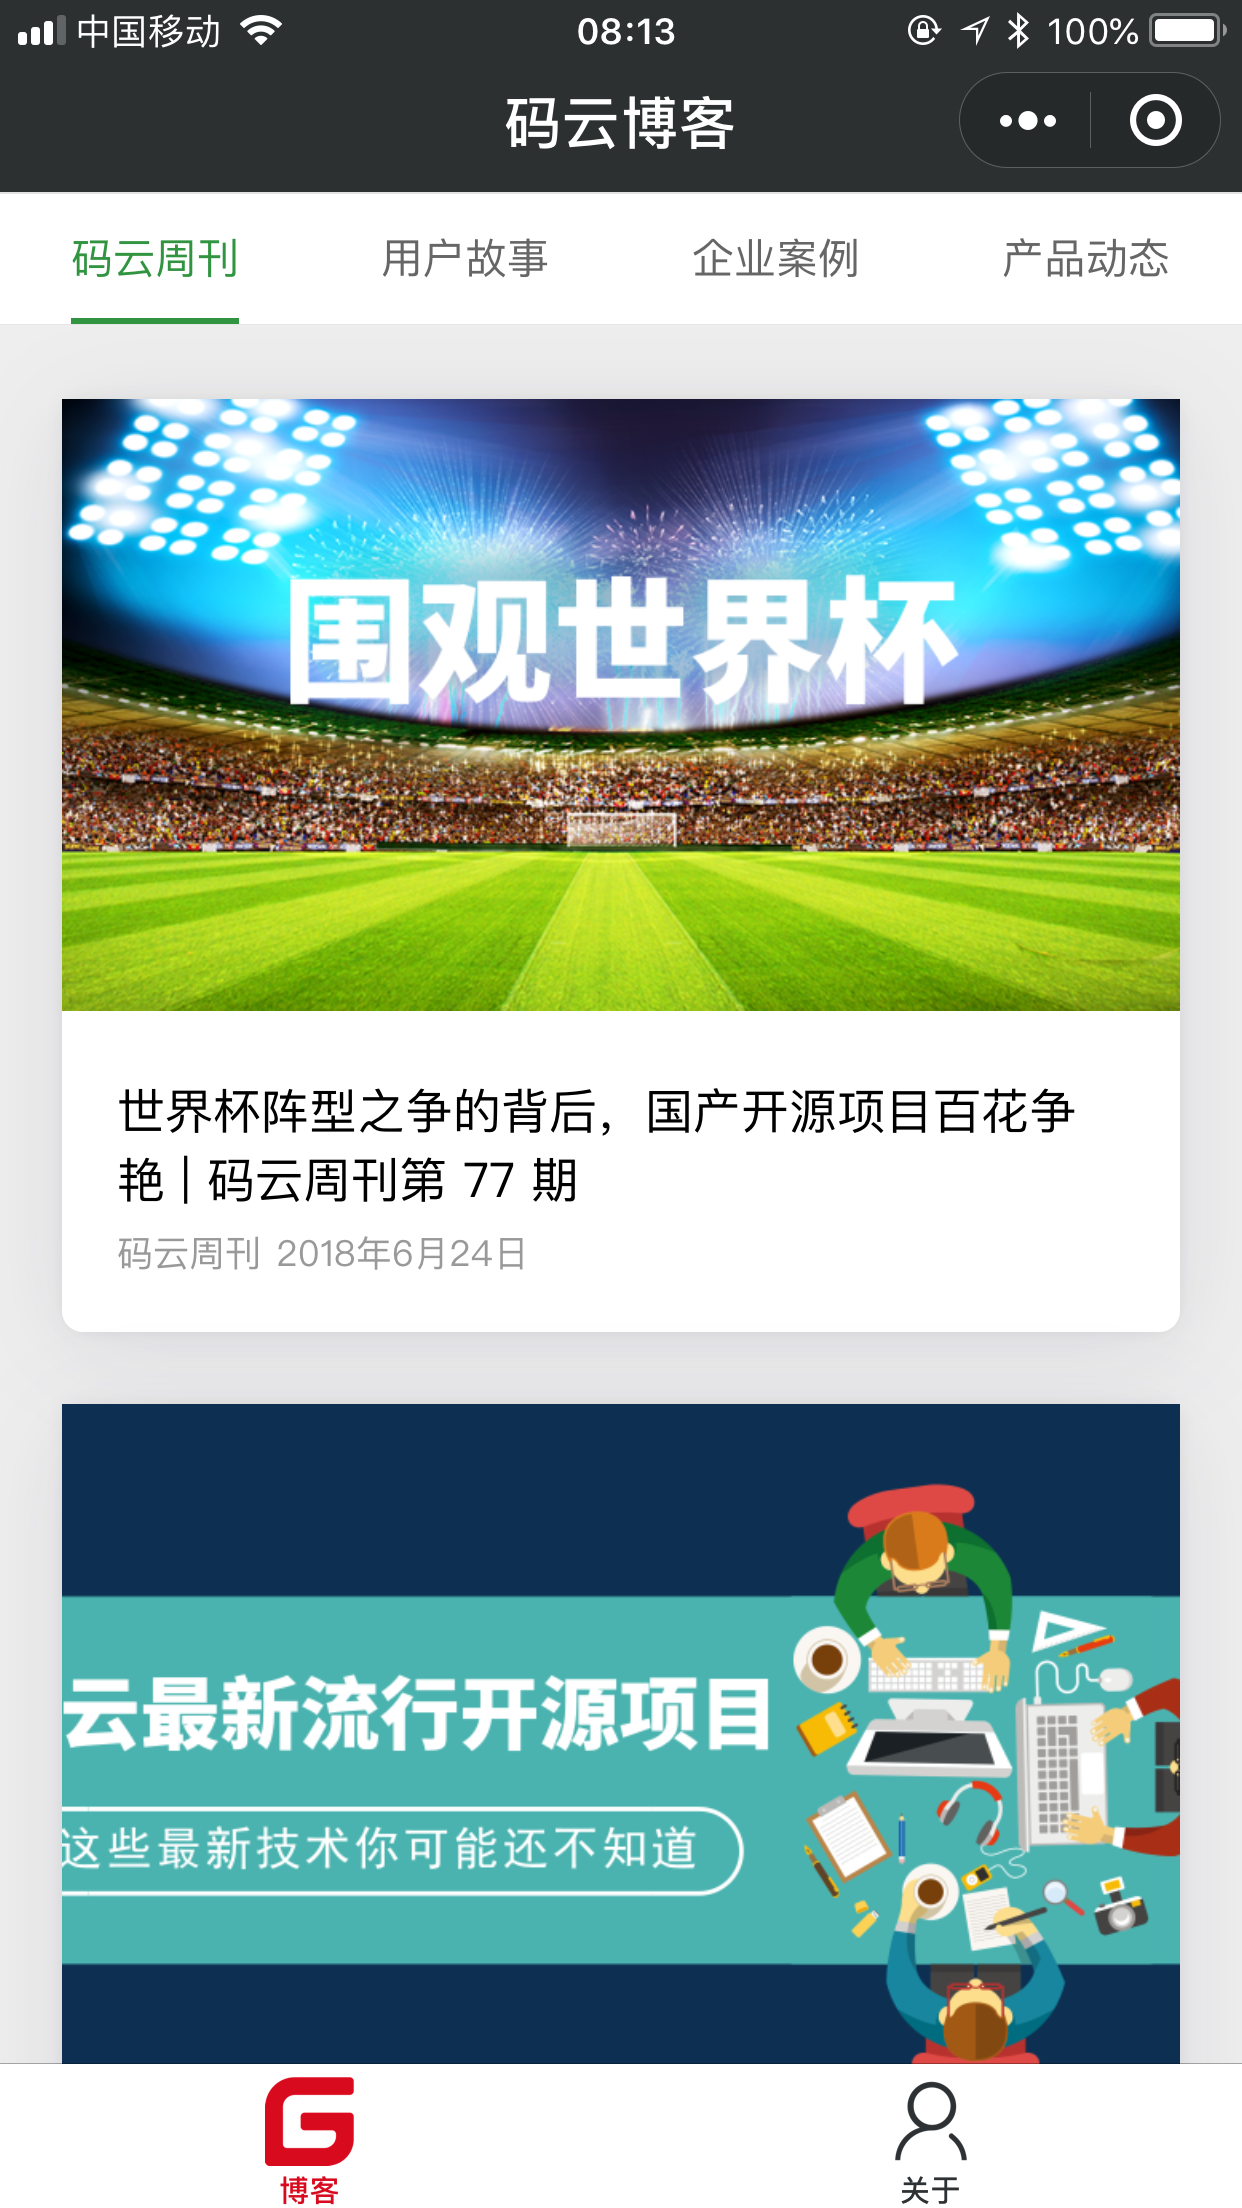 中国移动 08:13 100%
码云博客
码云周刊 用户故事 企业案例 产品动态
围观世界杯
世界杯阵型之争的背后，国产开源项目百花争
艳 | 码云周刊第 77 期
码云周刊 2018年6月24日
云最新流行开源项目
这些最新技术你可能还不知道
博客 关于